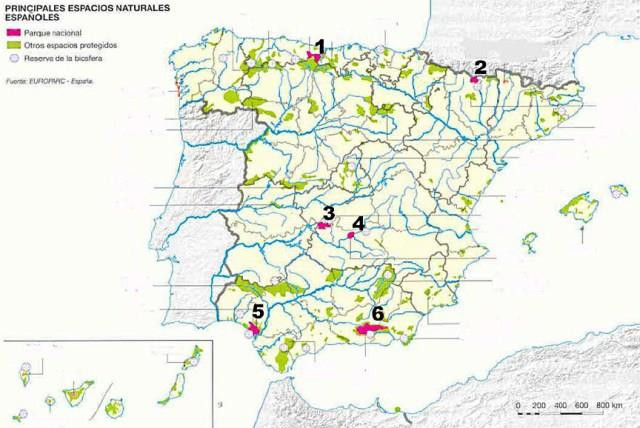 PRINCIPALES ESPACIOS NATURALES
ESPAÑOLES
Parque nacional
Otros espacios protegidos
Reserva de la biosfera
Fuente: EUROPARC - España.
1
2
3
4
5
6
9
0 200 400 600 800 km